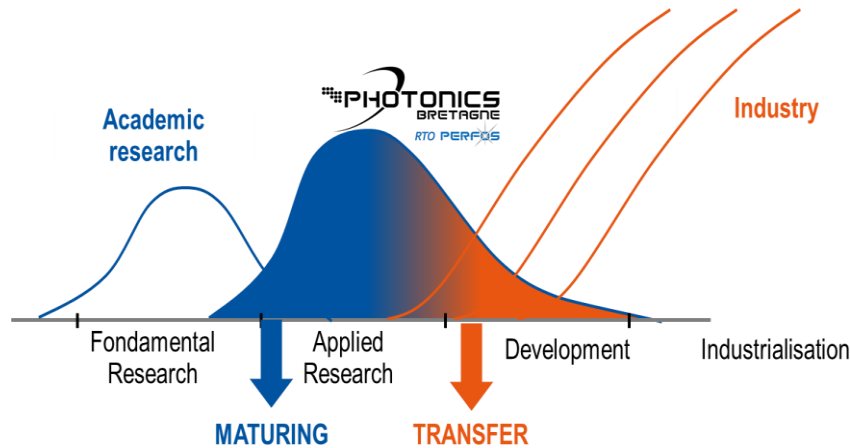 PHOTONICS
BRETAGNE
RTO PERFOS
Academic
research
Industry
Fondamental
Research
Applied
Research
Development
Industrialisation
MATURING
TRANSFER